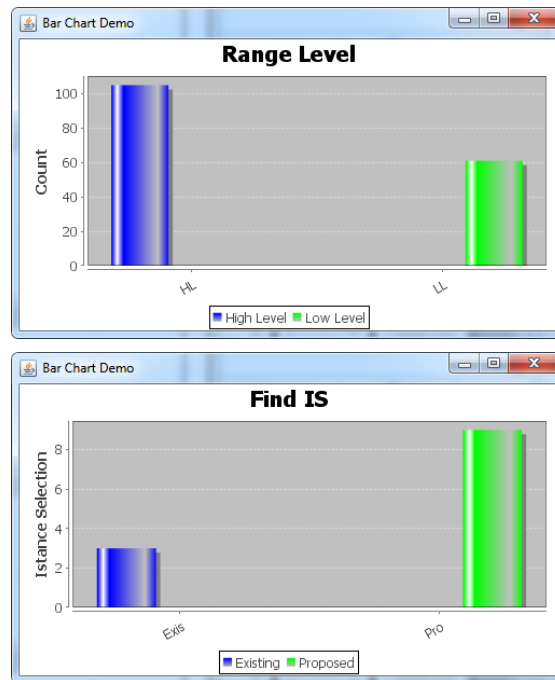 Bar Chart Demo
Range Level
Count
100
80
60
40
20
0
HL
LL
High Level Low Level
Bar Chart Demo
Find IS
Istance Selection
8
6
4
2
0
Exis
Pro
Existing Proposed